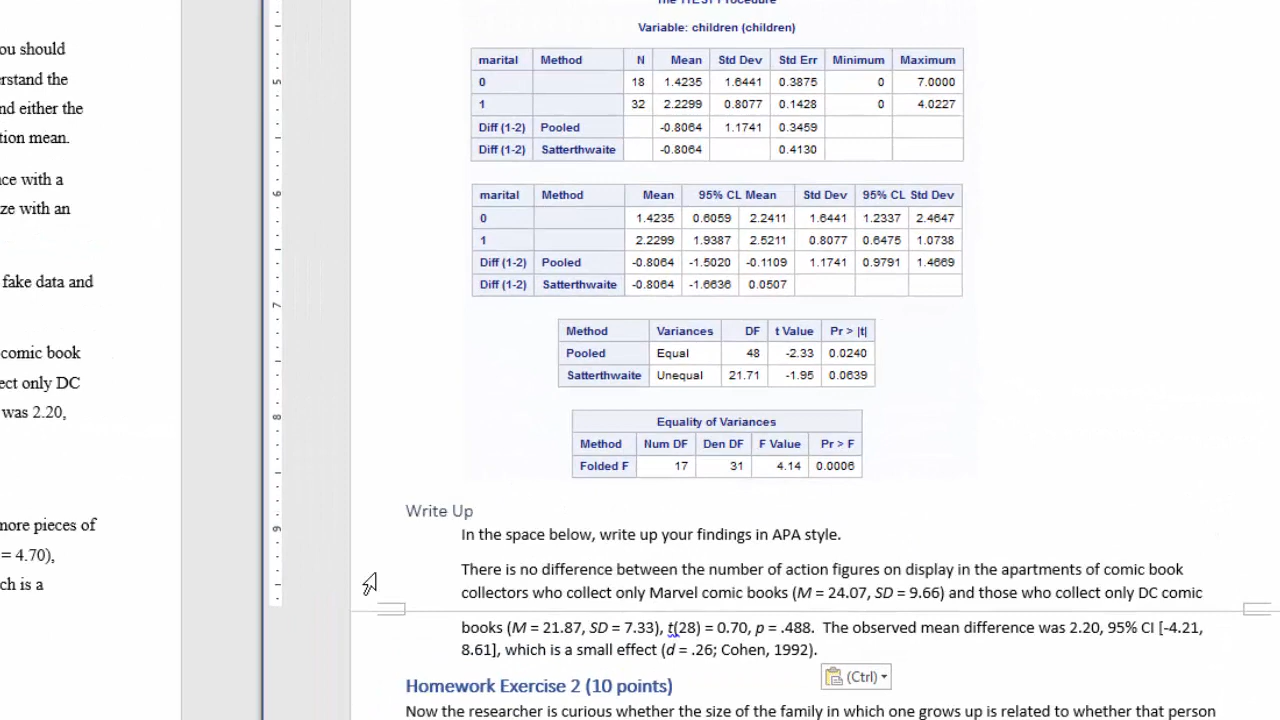 ou should
rstand the
nd either the
tion mean.
ce with a
ze with an
fake data and
comic book
ect only DC
was 2.20,
more pieces of
= 4.70),
ch is a
5
6
7
8
9
The TTEST Procedure
Variable: children (children)
marital Method N Mean Std Dev Std Err Minimum Maximum
0 18 1.4235 1.6441 0.3875 0 7.0000
1 32 2.2299 0.8077 0.1428 0 4.0227
Diff (1-2) Pooled -0.8064 1.1741 0.3459
Diff (1-2) Satterthwaite -0.8064 0.4130
marital Method Mean 95% CL Mean Std Dev 95% CL Std Dev
0 1.4235 0.6059 2.2411 1.6441 1.2337 2.4647
1 2.2299 1.9387 2.5211 0.8077 0.6475 1.0738
Diff (1-2) Pooled -0.8064 -1.5020 -0.1109 1.1741 0.9791 1.4669
Diff (1-2) Satterthwaite -0.8064 -1.6636 0.0507
Method Variances DF t Value Pr > |t|
Pooled Equal 48 -2.33 0.0240
Satterthwaite Unequal 21.71 -1.95 0.0639
Equality of Variances
Method Num DF Den DF F Value Pr > F
Folded F 17 31 4.14 0.0006
Write Up
In the space below, write up your findings in APA style.
There is no difference between the number of action figures on display in the apartments of comic book
collectors who collect only Marvel comic books (M = 24.07, SD = 9.66) and those who collect only DC comic
books (M = 21.87, SD = 7.33), t(28) = 0.70, p = .488. The observed mean difference was 2.20, 95% CI [-4.21,
8.61], which is a small effect (d = .26; Cohen, 1992).
(Ctrl)
Homework Exercise 2 (10 points)
Now the researcher is curious whether the size of the family in which one grows up is related to whether that person